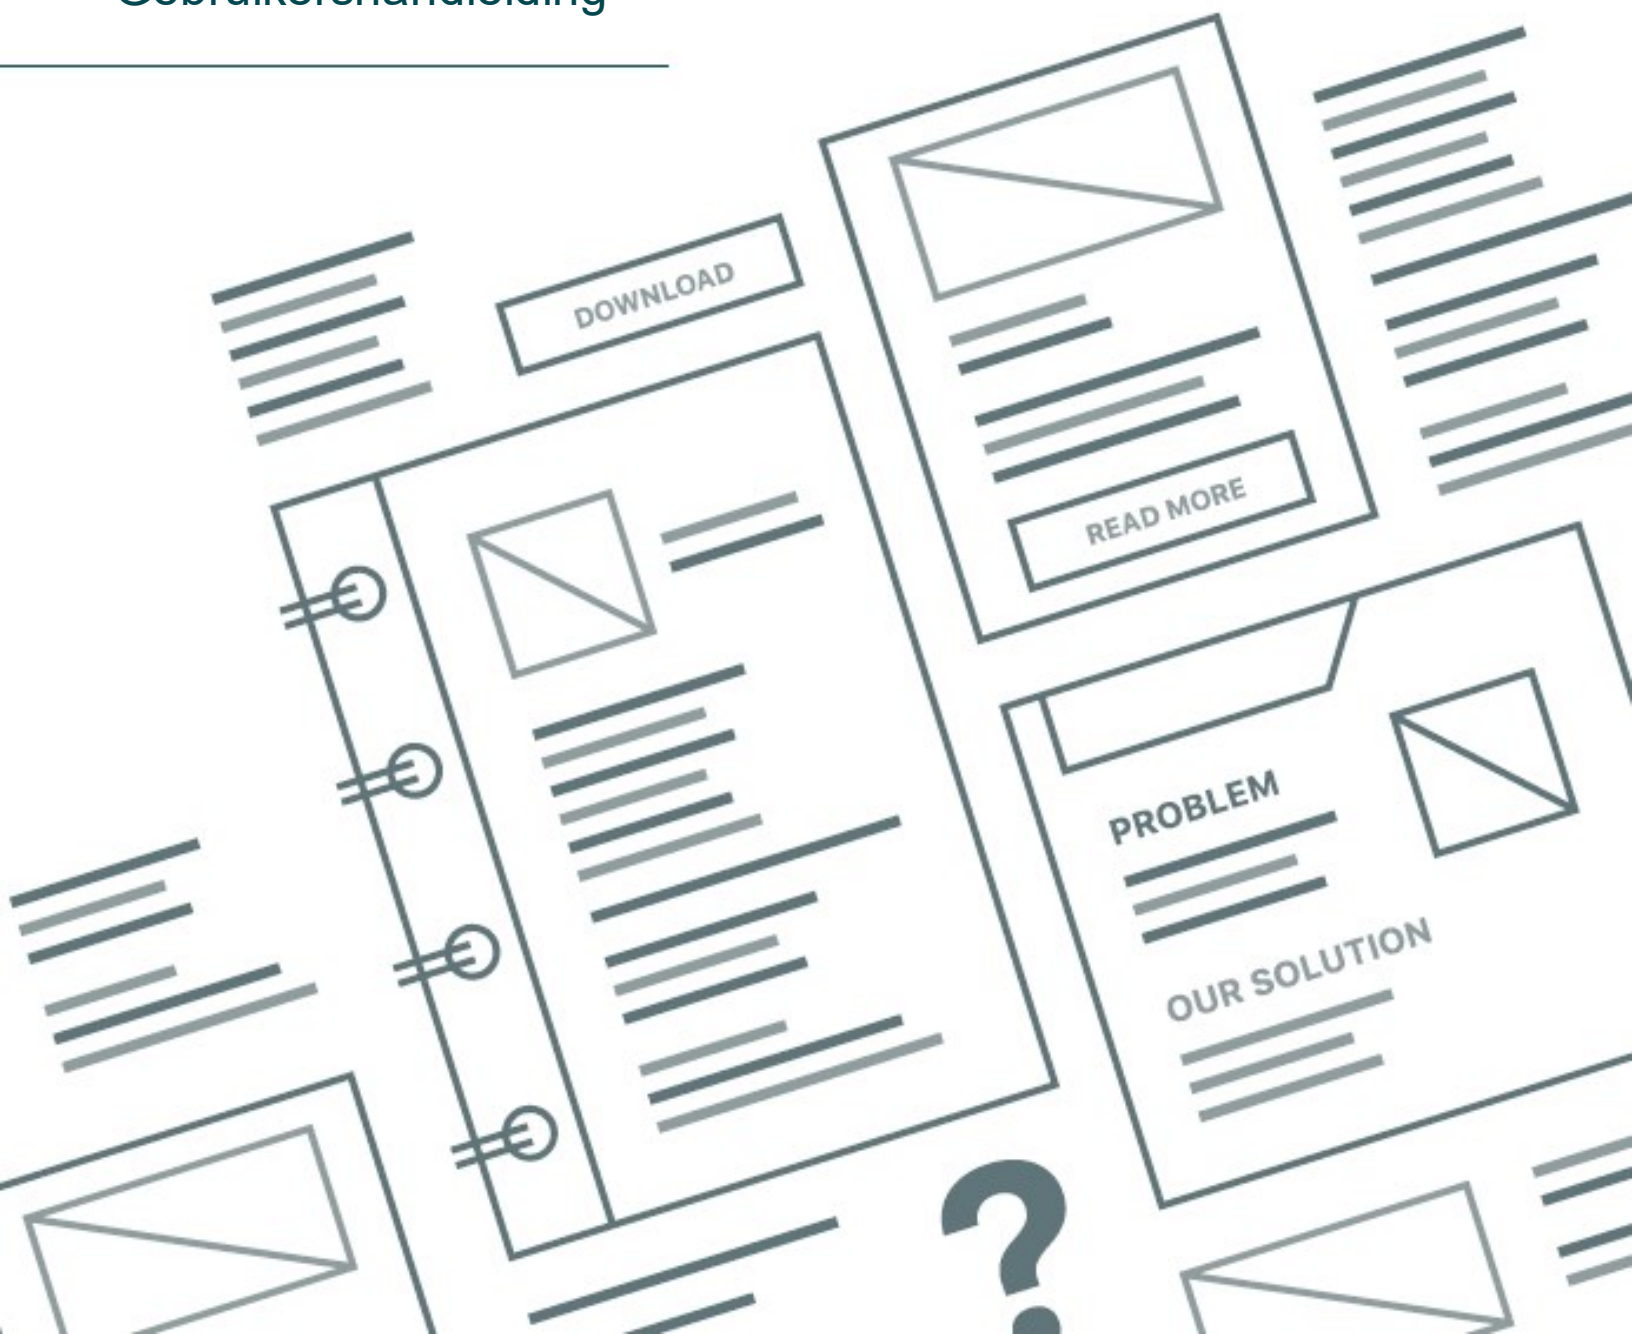 Gebruikershandleiding
DOWNLOAD
READ MORE
PROBLEM
OUR SOLUTION
?